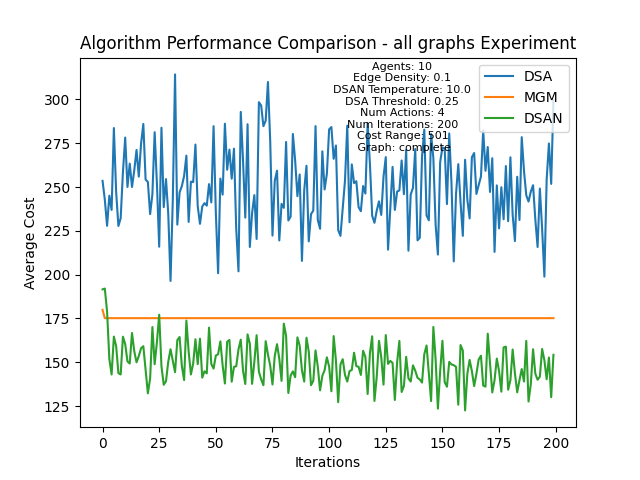 Algorithm Performance Comparison - all graphs Experiment
Agents: 10
Edge Density: 0.1
DSAN Temperature: 10.0
DSA Threshold: 0.25
Num Actions: 4
Num Iterations: 200
Cost Range: 501
Graph: complete
DSA
MGM
DSAN
Average Cost
300
275
250
225
200
175
150
125
0 25 50 75 100 125 150 175 200
Iterations